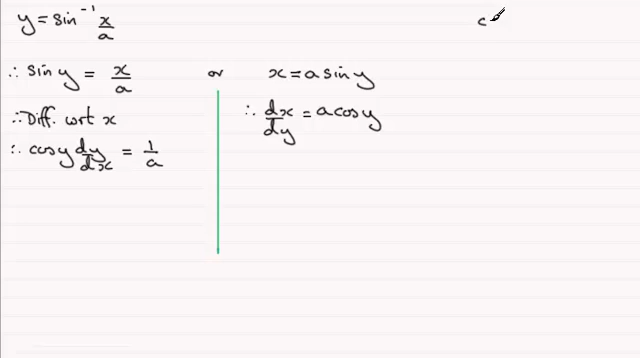 y = sin⁻¹ x/a
∴ sin y = x/a or x = a sin y
∴ Diff. wrt x
∴ cos y dy/dx = 1/a
∴ dx/dy = a cos y
c